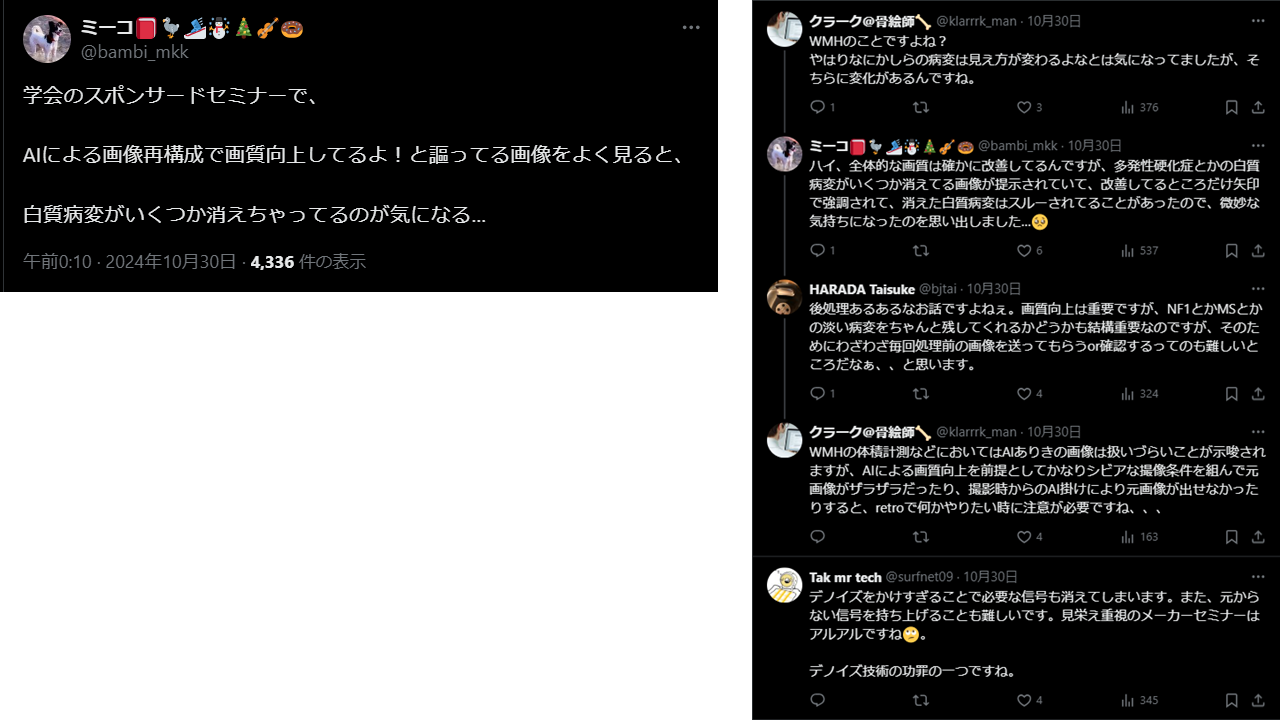 ミーコ📕🦆⛸️☃️🎄🎻🍩
@bambi_mkk
学会のスポンサードセミナーで、
AIによる画像再構成で画質向上してるよ！と謳ってる画像をよく見ると、
白質病変がいくつか消えちゃってるのが気になる...
午前0:10 · 2024年10月30日 · 4,336 件の表示
クラーク@骨絵師🦴 @klarrrk_man · 10月30日
WMHのことですよね？
やはりなにかしらの病変は見え方が変わるよなとは気になってましたが、そ
ちらに変化があるんですね。
1 3 376
ミーコ📕🦆⛸️☃️🎄🎻🍩 @bambi_mkk · 10月30日
ハイ、全体的な画質は確かに改善してるんですが、多発性硬化症とかの白質
病変がいくつか消えてる画像が提示されていて、改善してるところだけ矢印
で強調されて、消えた白質病変はスルーされてることがあったので、微妙な
気持ちになったのを思い出しました...🥺
1 6 537
HARADA Taisuke @bjtai · 10月30日
後処理あるあるなお話ですよねぇ。画質向上は重要ですが、NF1とかMSとか
の淡い病変をちゃんと残してくれるかどうかも結構重要なのですが、そのた
めにわざわざ毎回処理前の画像を送ってもらうor確認するってのも難しいと
ころだなぁ、、と思います。
1 4 324
クラーク@骨絵師🦴 @klarrrk_man · 10月30日
WMHの体積計測などにおいてはAIありきの画像は扱いづらいことが示唆され
ますが、AIによる画質向上を前提としてかなりシビアな撮像条件を組んで元
画像がザラザラだったり、撮影時からのAI掛けにより元画像が出せなかった
りすると、retroで何かやりたい時に注意が必要ですね、、、
4 163
Tak mr tech @surfnet09 · 10月30日
デノイズをかけすぎることで必要な信号も消えてしまいます。また、元から
ない信号を持ち上げることも難しいです。見栄え重視のメーカーセミナーは
アルアルですね🙄。
デノイズ技術の功罪の一つですね。
4 345